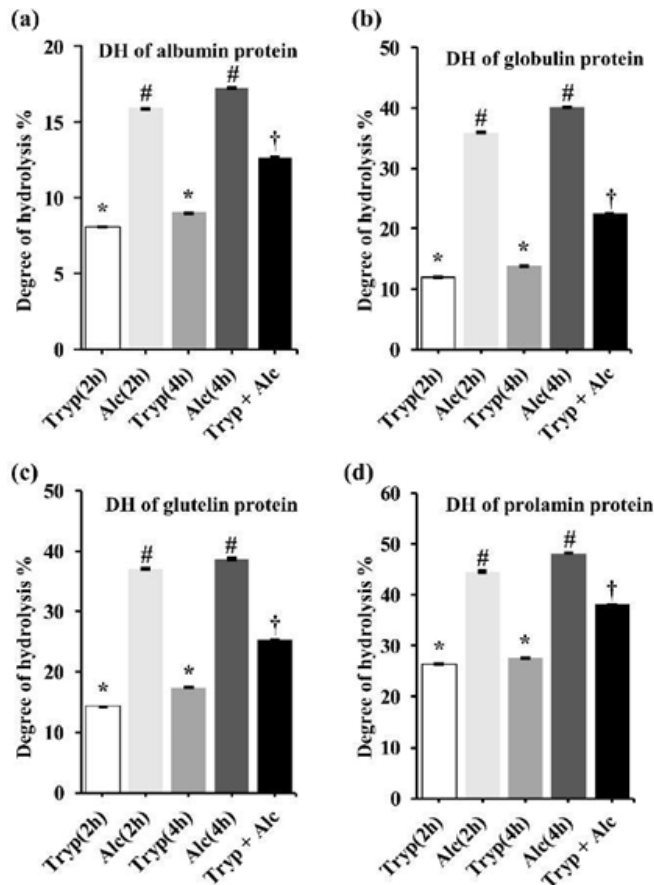 (a)
DH of albumin protein
Degree of hydrolysis %
20
15
10
5
0
*
#
*
#
†
Tryp(2h)
Alc(2h)
Tryp(4h)
Alc(4h)
Tryp + Alc
(b)
DH of globulin protein
Degree of hydrolysis %
50
40
30
20
10
0
*
#
*
#
†
Tryp(2h)
Alc(2h)
Tryp(4h)
Alc(4h)
Tryp + Alc
(c)
DH of glutelin protein
Degree of hydrolysis %
50
40
30
20
10
0
*
#
*
#
†
Tryp(2h)
Alc(2h)
Tryp(4h)
Alc(4h)
Tryp + Alc
(d)
DH of prolamin protein
Degree of hydrolysis %
60
50
40
30
20
10
0
*
#
*
#
†
Tryp(2h)
Alc(2h)
Tryp(4h)
Alc(4h)
Tryp + Alc